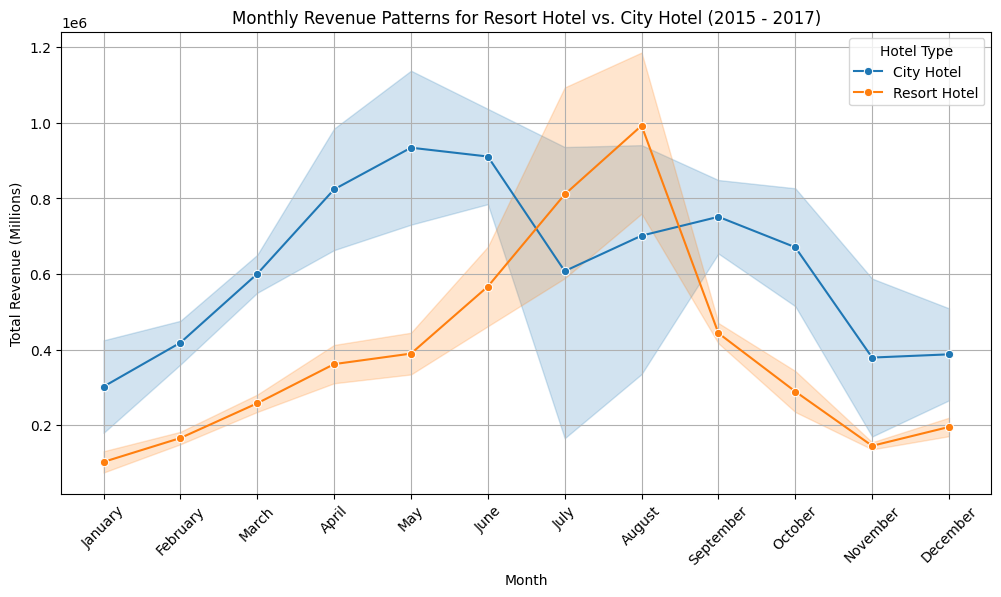 Monthly Revenue Patterns for Resort Hotel vs. City Hotel (2015 - 2017)
1e6
Hotel Type
City Hotel
Resort Hotel
Total Revenue (Millions)
1.2
1.0
0.8
0.6
0.4
0.2
January
February
March
April
May
June
July
August
September
October
November
December
Month